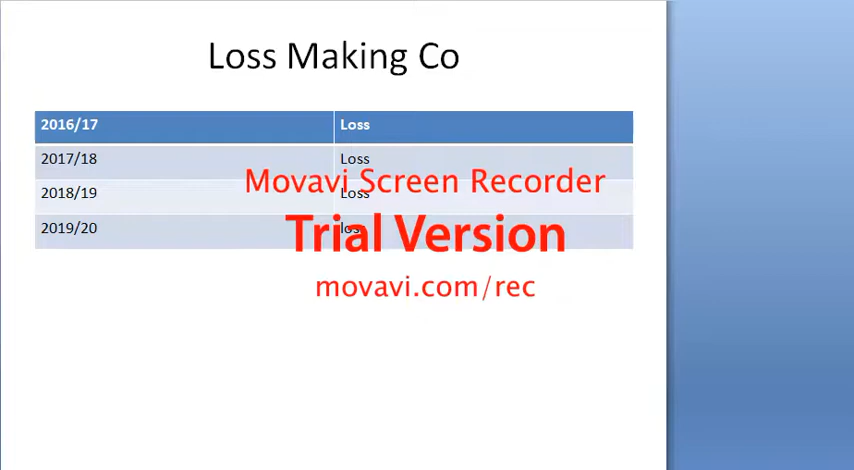 Loss Making Co
2016/17 Loss
2017/18 Loss
Movavi Screen Recorder
2018/19 Loss
Trial Version
2019/20 loss
movavi.com/rec